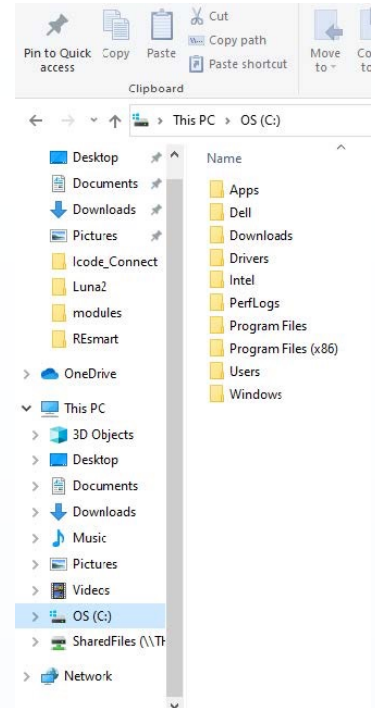 Cut
Copy path
Paste shortcut
Pin to Quick access
Copy
Paste
Move to
Clipboard
This PC > OS (C:)
Desktop
Documents
Downloads
Pictures
Icode_Connect
Luna2
modules
REsmart
OneDrive
This PC
3D Objects
Desktop
Documents
Downloads
Music
Pictures
Videos
OS (C:)
SharedFiles (\\TH
Network
Name
Apps
Dell
Downloads
Drivers
Intel
PerfLogs
Program Files
Program Files (x86)
Users
Windows